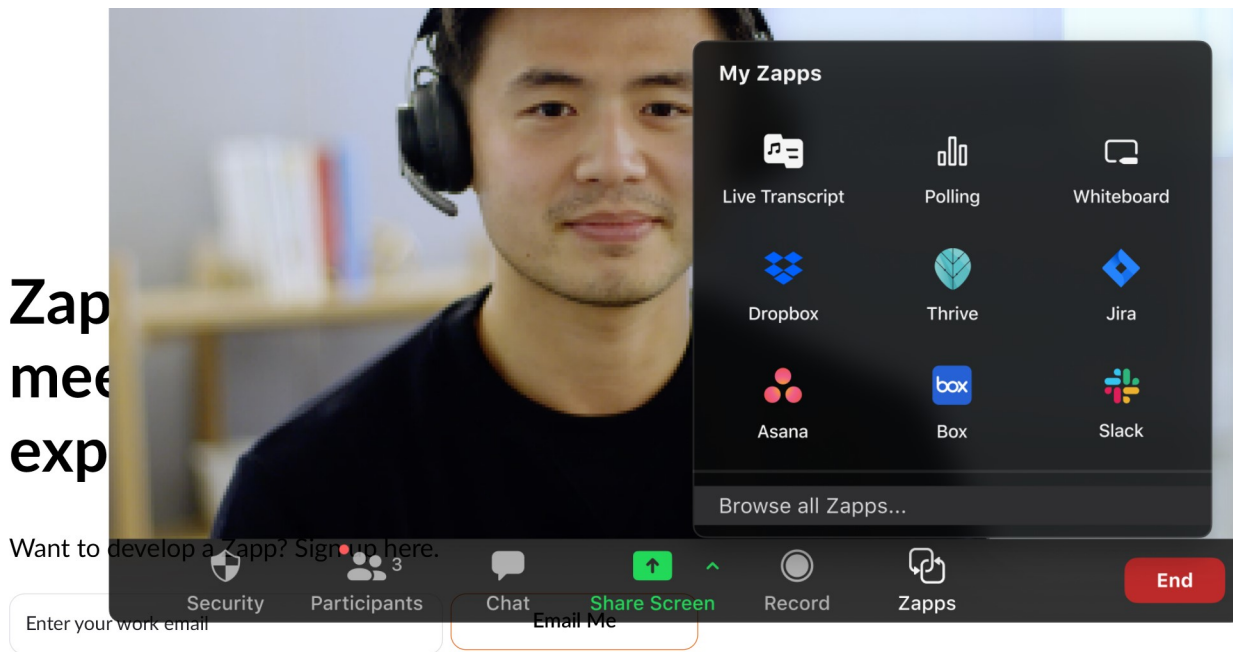 My Zapps
Live Transcript
Polling
Whiteboard
Dropbox
Thrive
Jira
Asana
box
Box
Slack
Browse all Zapps...
Zap
mee
exp
Want to develop a Zapp? Sign up here.
3
Security
Participants
Chat
Share Screen
Record
Zapps
End
Enter your work email
Email Me